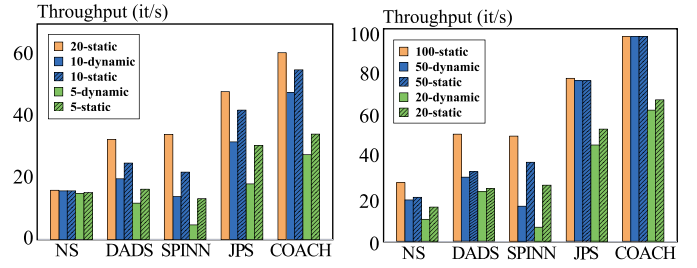 Throughput (it/s)
60
40
20
0
20-static
10-dynamic
10-static
5-dynamic
5-static
NS DADS SPINN JPS COACH
Throughput (it/s)
100
80
60
40
20
0
100-static
50-dynamic
50-static
20-dynamic
20-static
NS DADS SPINN JPS COACH